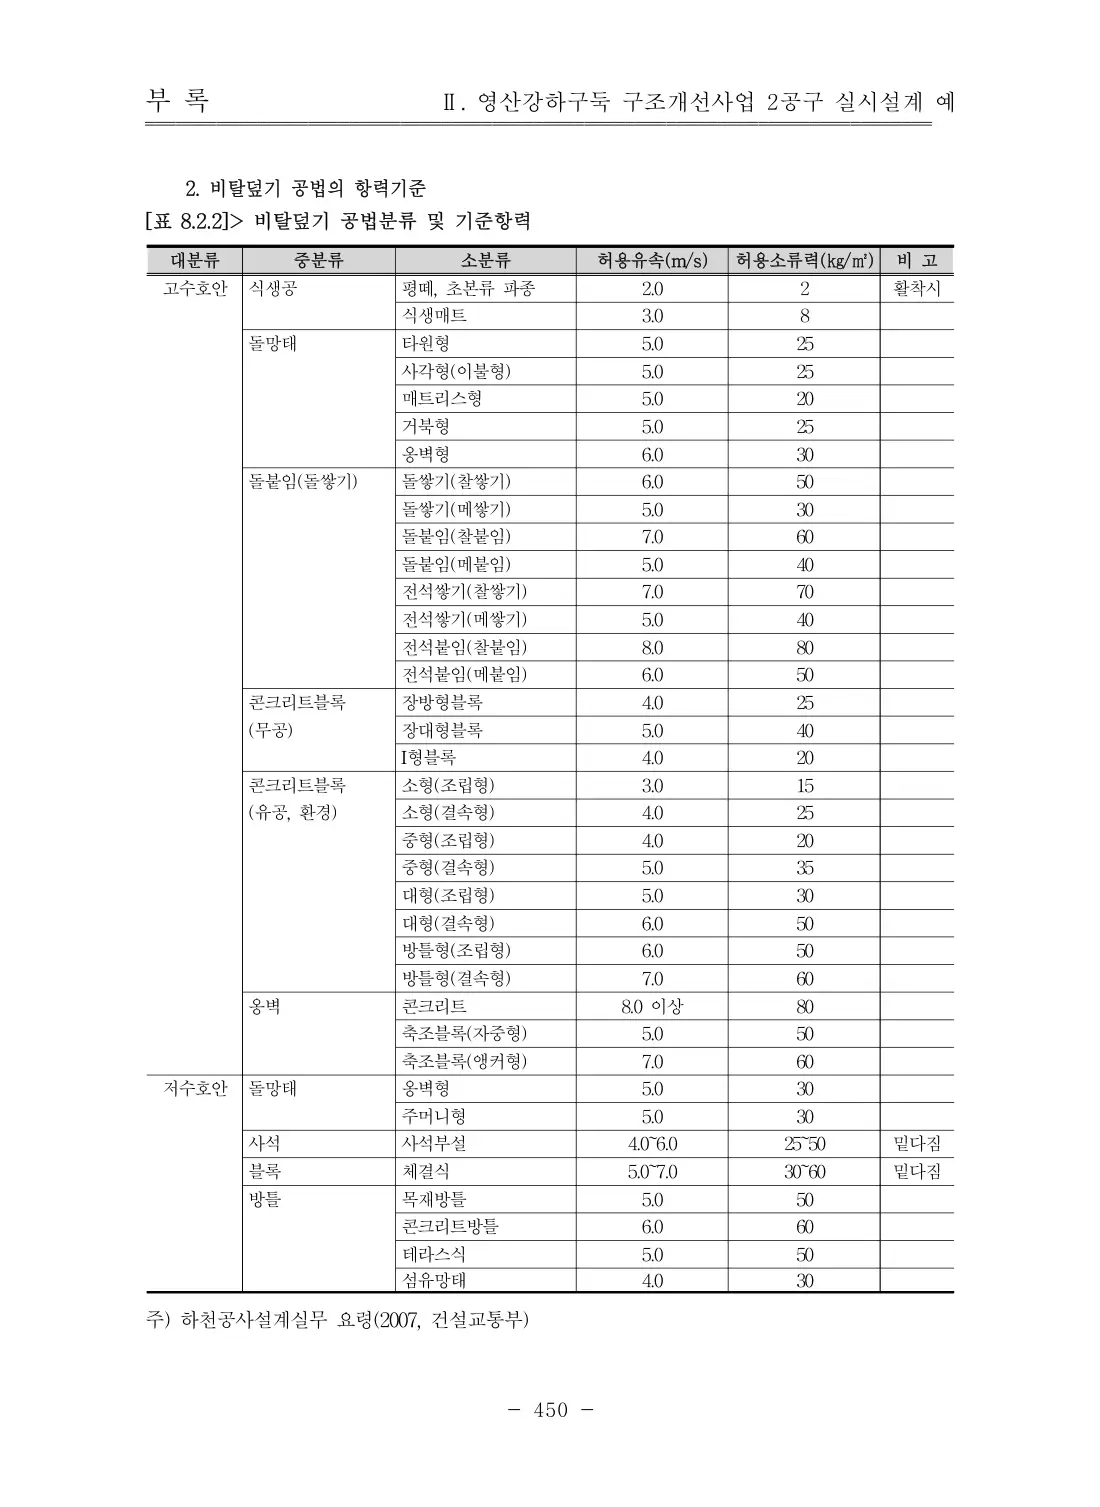 부 록 Ⅱ. 영산강하구둑 구조개선사업 2공구 실시설계 예
2. 비탈덮기 공법의 항력기준
[표 8.2.2]> 비탈덮기 공법분류 및 기준항력
대분류 중분류 소분류 허용유속(m/s) 허용소류력(kg/㎡) 비 고
고수호안 식생공 평떼, 초본류 파종 2.0 2 활착시
식생매트 3.0 8
돌망태 타원형 5.0 25
사각형(이불형) 5.0 25
매트리스형 5.0 20
거북형 5.0 25
옹벽형 6.0 30
돌붙임(돌쌓기) 돌쌓기(찰쌓기) 6.0 50
돌쌓기(메쌓기) 5.0 30
돌붙임(찰붙임) 7.0 60
돌붙임(메붙임) 5.0 40
전석쌓기(찰쌓기) 7.0 70
전석쌓기(메쌓기) 5.0 40
전석붙임(찰붙임) 8.0 80
전석붙임(메붙임) 6.0 50
콘크리트블록 장방형블록 4.0 25
(무공) 장대형블록 5.0 40
I형블록 4.0 20
콘크리트블록 소형(조립형) 3.0 15
(유공, 환경) 소형(결속형) 4.0 25
중형(조립형) 4.0 20
중형(결속형) 5.0 35
대형(조립형) 5.0 30
대형(결속형) 6.0 50
방틀형(조립형) 6.0 50
방틀형(결속형) 7.0 60
옹벽 콘크리트 8.0 이상 80
축조블록(자중형) 5.0 50
축조블록(앵커형) 7.0 60
저수호안 돌망태 옹벽형 5.0 30
주머니형 5.0 30
사석 사석부설 4.0~6.0 25~50 밑다짐
블록 체결식 5.0~7.0 30~60 밑다짐
방틀 목재방틀 5.0 50
콘크리트방틀 6.0 60
테라스식 5.0 50
섬유망태 4.0 30
주) 하천공사설계실무 요령(2007, 건설교통부)
- 450 -